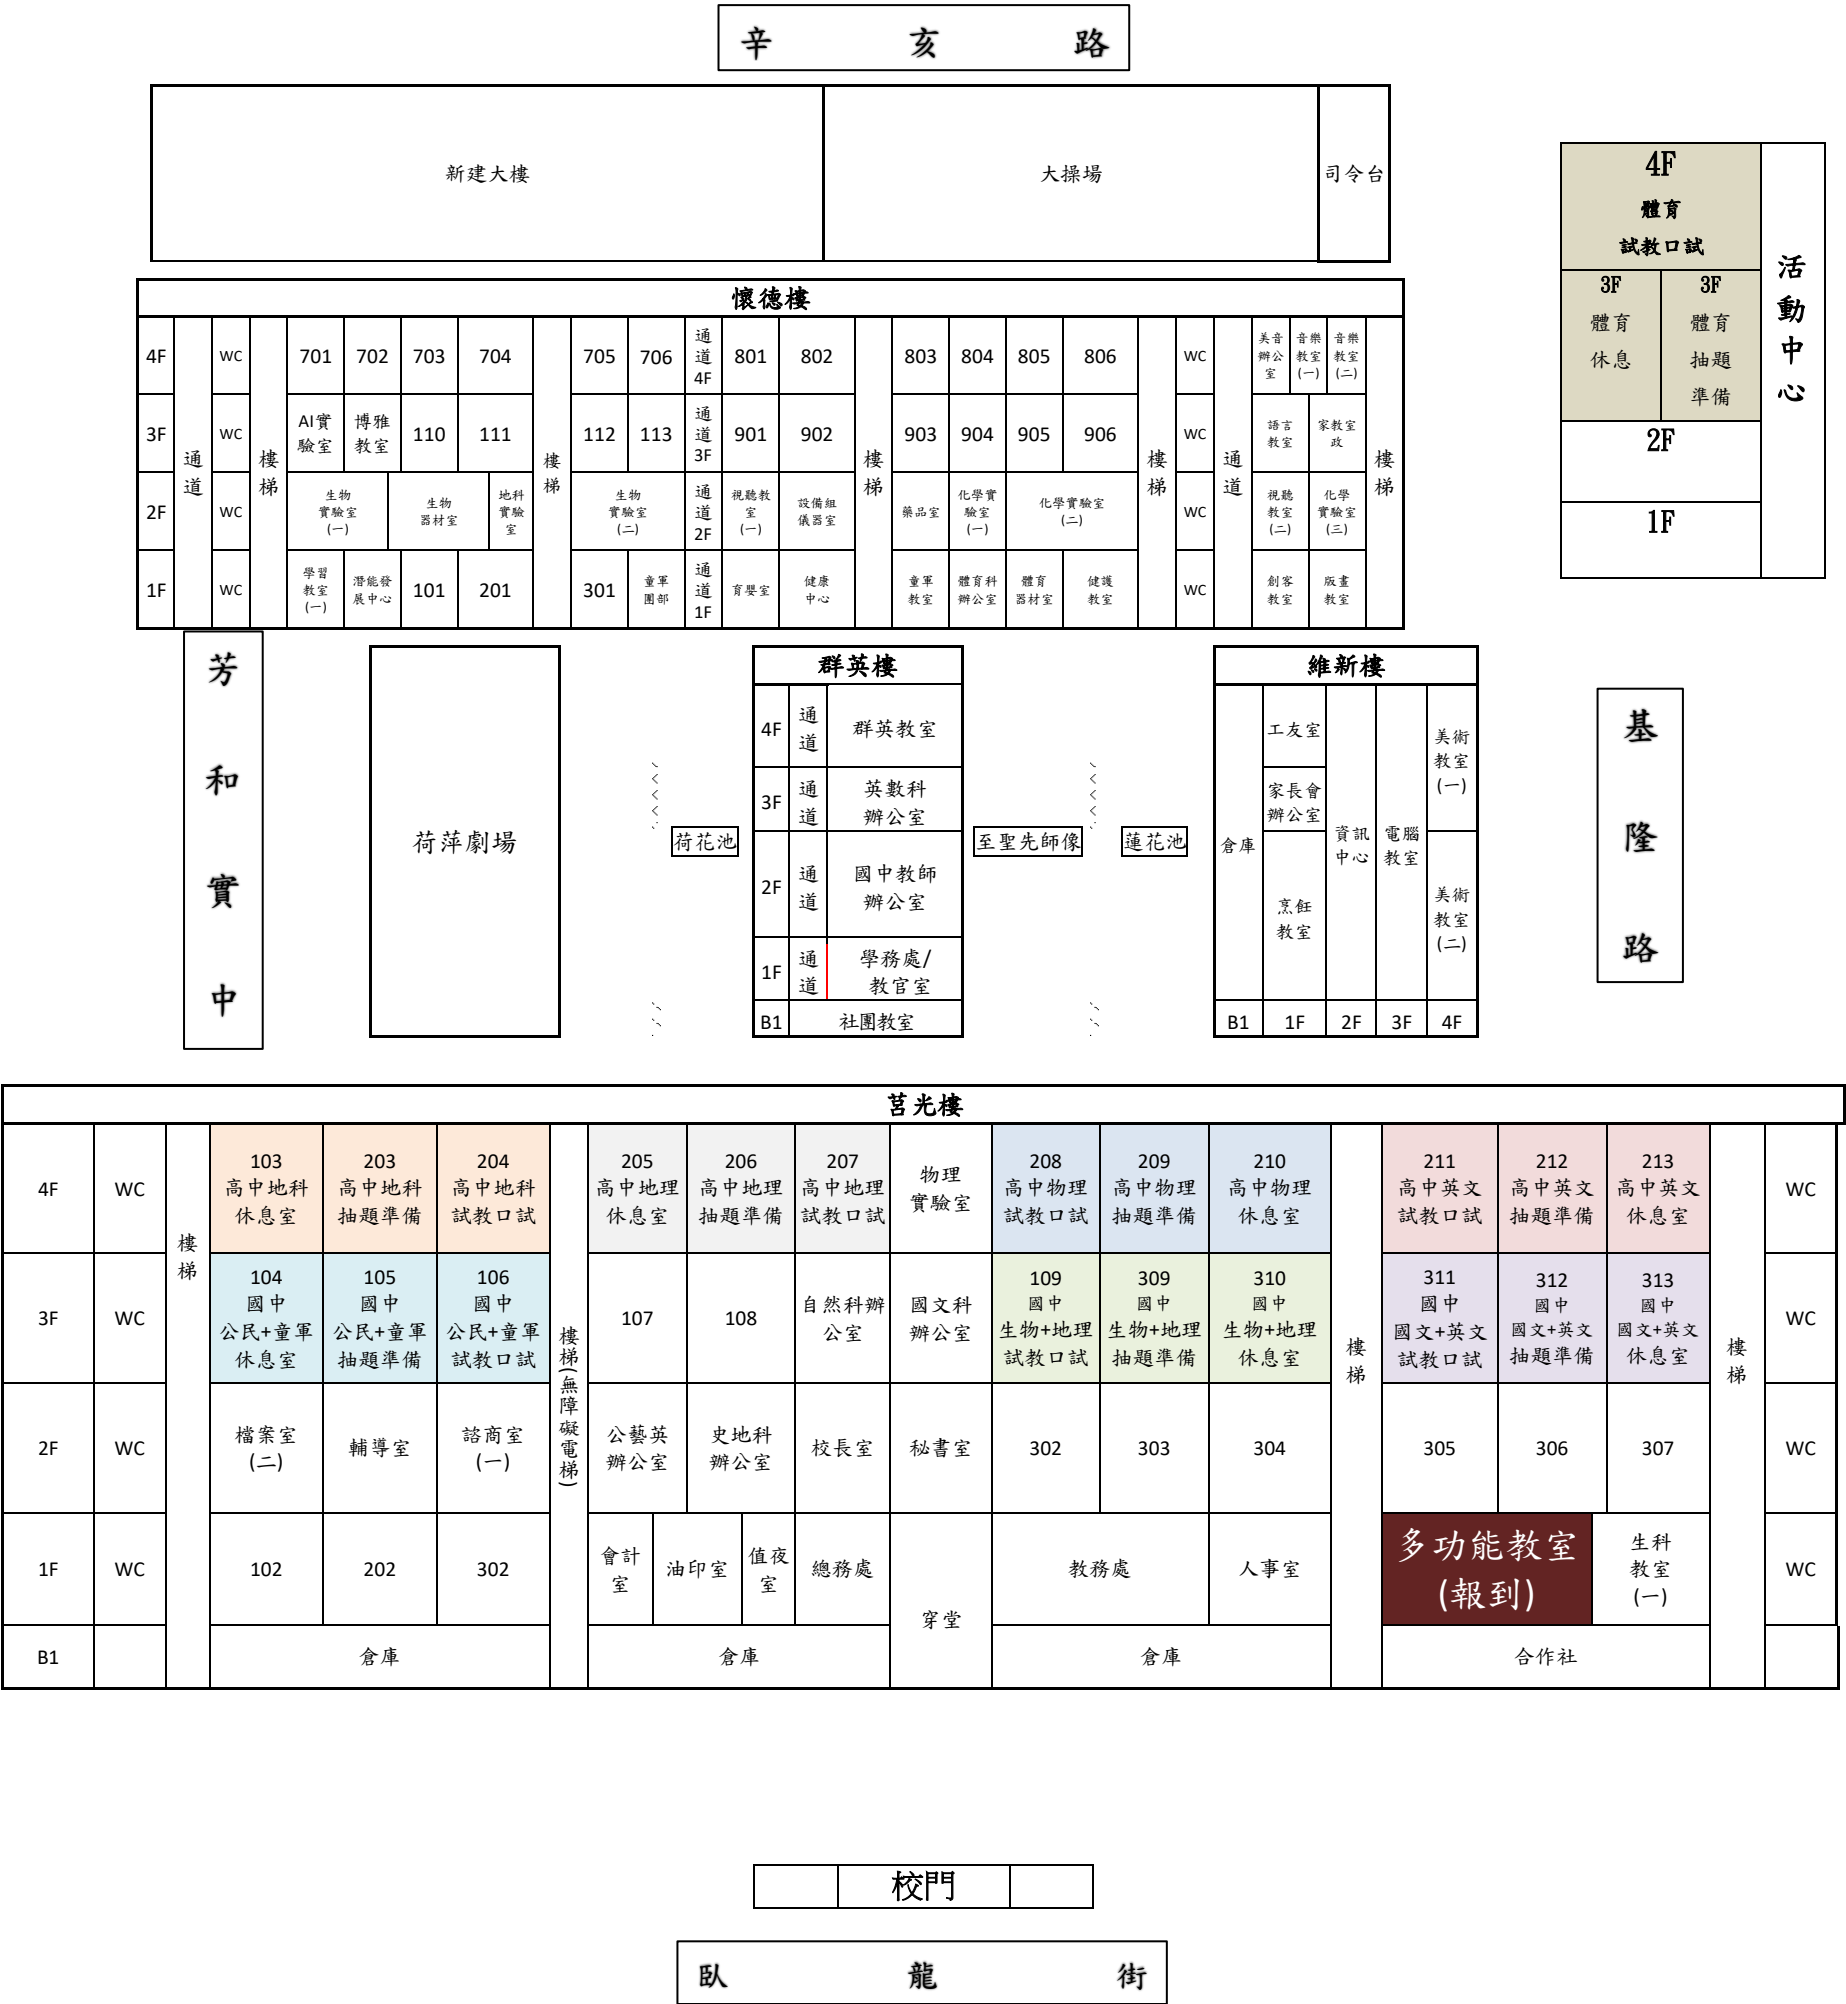 辛 亥 路
新建大樓
大操場
司令台
4F
體育
試教口試
3F
體育
休息
3F
體育
抽題
準備
2F
1F
活動中心
懷德樓
4F
WC
701
702
703
704
705
706
通道4F
801
802
803
804
805
806
WC
美音
辦公
室
音樂
教室
(一)
音樂
教室
(二)
3F
通道
WC
樓梯
AI實
驗室
博雅
教室
110
111
樓梯
112
113
通道3F
901
902
樓梯
903
904
905
906
樓梯
WC
通道
語言
教室
家教室
政
樓梯
2F
WC
生物
實驗室
(一)
生物
器材室
地科
實驗
室
生物
實驗室
(二)
通道2F
視聽教
室
(一)
設備組
儀器室
藥品室
化學實
驗室
(一)
化學實驗室
(二)
WC
視聽
教室
(二)
化學
實驗室
(三)
1F
WC
學習
教室
(一)
潛能發
展中心
101
201
301
童軍
團部
通道1F
育嬰室
健康
中心
童軍
教室
體育科
辦公室
體育
器材室
健護
教室
WC
創客
教室
版畫
教室
芳和實中
荷萍劇場
荷花池
群英樓
4F
通道
群英教室
3F
通道
英數科
辦公室
2F
通道
國中教師
辦公室
1F
通道
學務處/
教官室
B1
社團教室
至聖先師像
蓮花池
維新樓
倉庫
工友室
家長會
辦公室
烹飪
教室
資訊
中心
電腦
教室
美術
教室
(一)
美術
教室
(二)
B1
1F
2F
3F
4F
基隆路
莒光樓
4F
WC
樓梯
103
高中地科
休息室
203
高中地科
抽題準備
204
高中地科
試教口試
205
高中地理
休息室
206
高中地理
抽題準備
207
高中地理
試教口試
物理
實驗室
208
高中物理
試教口試
209
高中物理
抽題準備
210
高中物理
休息室
211
高中英文
試教口試
212
高中英文
抽題準備
213
高中英文
休息室
WC
3F
WC
104
國中
公民+童軍
休息室
105
國中
公民+童軍
抽題準備
106
國中
公民+童軍
試教口試
樓梯(無障礙電梯)
107
108
自然科辦
公室
國文科
辦公室
109
國中
生物+地理
試教口試
309
國中
生物+地理
抽題準備
310
國中
生物+地理
休息室
樓梯
311
國中
國文+英文
試教口試
312
國中
國文+英文
抽題準備
313
國中
國文+英文
休息室
樓梯
WC
2F
WC
檔案室
(二)
輔導室
諮商室
(一)
公藝英
辦公室
史地科
辦公室
校長室
秘書室
302
303
304
305
306
307
WC
1F
WC
102
202
302
會計
室
油印室
值夜
室
總務處
穿堂
教務處
人事室
多功能教室
(報到)
生科
教室
(一)
WC
B1
倉庫
倉庫
倉庫
合作社
校門
臥 龍 街